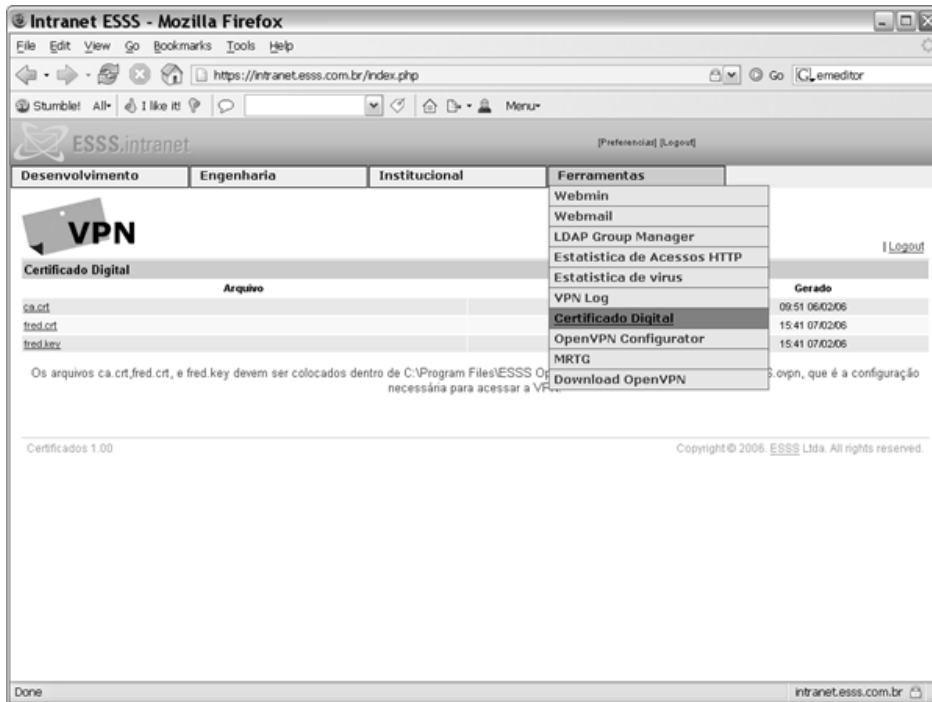 Intranet ESSS - Mozilla Firefox
File Edit View Go Bookmarks Tools Help
https://intranet.esss.com.br/index.php Go emeditor
Stumble! All I like it! Menu
ESSS.intranet [Preferencias] [Logout]
Desenvolvimento Engenharia Institucional Ferramentas
Webmin
Webmail
LDAP Group Manager
Estatistica de Acessos HTTP
Estatistica de virus
VPN Log
Certificado Digital
OpenVPN Configurator
MRTG
Download OpenVPN
VPN
| Logout
Certificado Digital
Arquivo Gerado
ca.crt 09:51 06/02/06
fred.crt 15:41 07/02/06
fred.key 15:41 07/02/06
Os arquivos ca.crt,fred.crt, e fred.key devem ser colocados dentro de C:\Program Files\ESSS .ovpn, que é a configuração
necessária para acessar a
Certificados 1.00 Copyright © 2006. ESSS Ltda. All rights reserved.
Done intranet.esss.com.br